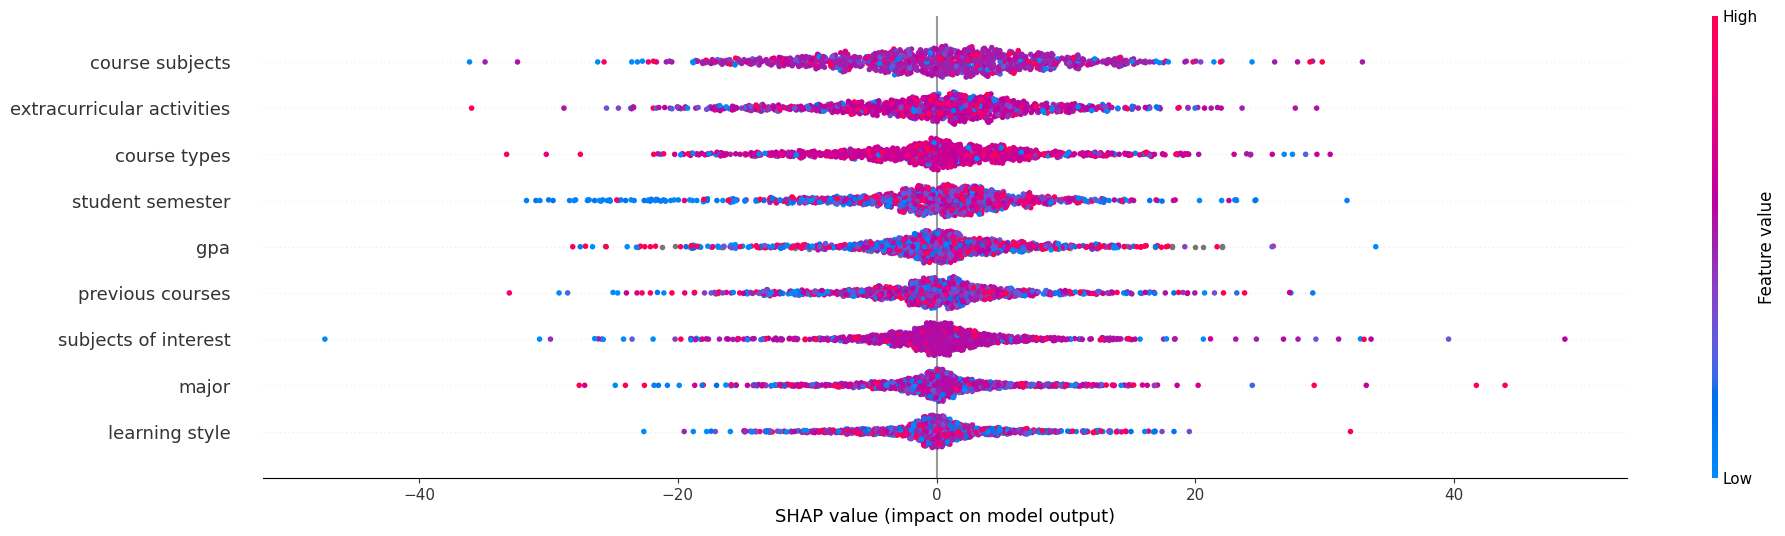 course subjects
extracurricular activities
course types
student semester
gpa
previous courses
subjects of interest
major
learning style
−40 −20 0 20 40
SHAP value (impact on model output)
High
Feature value
Low